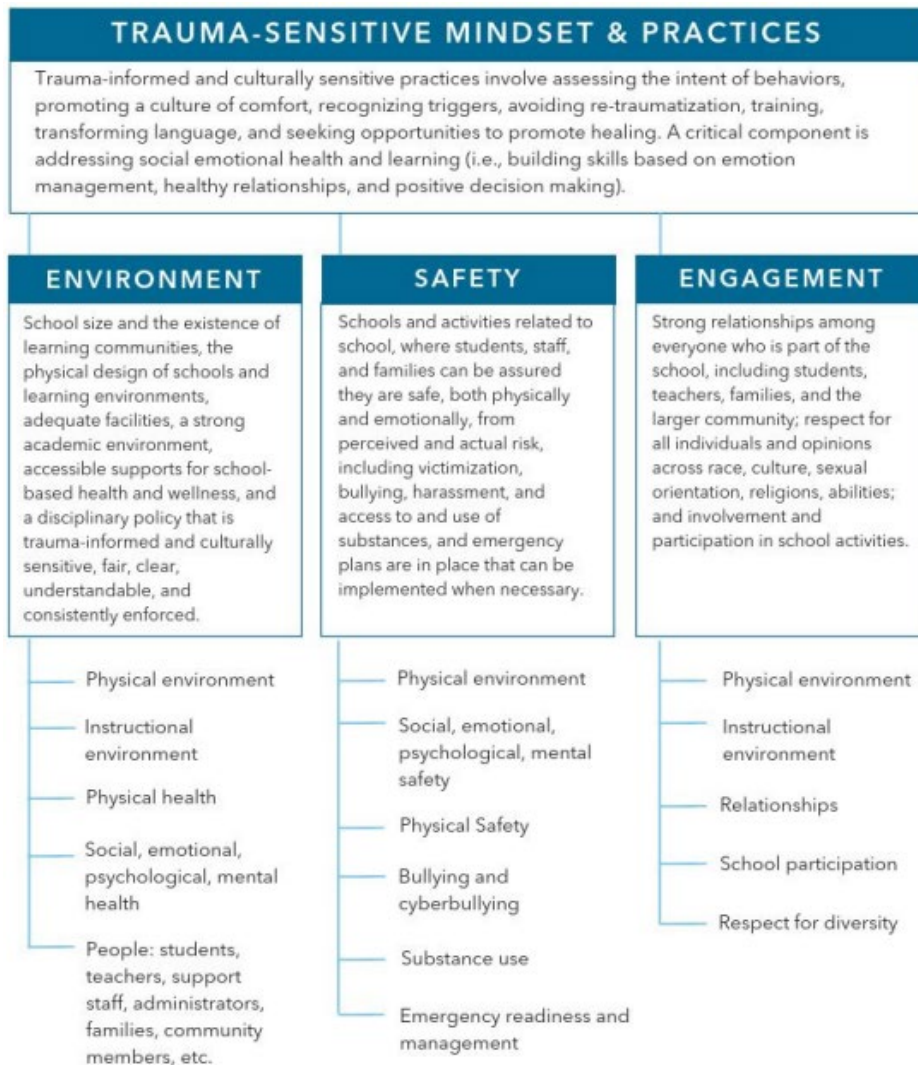 TRAUMA-SENSITIVE MINDSET & PRACTICES
Trauma-informed and culturally sensitive practices involve assessing the intent of behaviors,
promoting a culture of comfort, recognizing triggers, avoiding re-traumatization, training,
transforming language, and seeking opportunities to promote healing. A critical component is
addressing social emotional health and learning (i.e., building skills based on emotion
management, healthy relationships, and positive decision making).
ENVIRONMENT
School size and the existence of
learning communities, the
physical design of schools and
learning environments,
adequate facilities, a strong
academic environment,
accessible supports for school-
based health and wellness, and
a disciplinary policy that is
trauma-informed and culturally
sensitive, fair, clear,
understandable, and
consistently enforced.
Physical environment
Instructional
environment
Physical health
Social, emotional,
psychological, mental
health
People: students,
teachers, support
staff, administrators,
families, community
members, etc.
SAFETY
Schools and activities related to
school, where students, staff,
and families can be assured
they are safe, both physically
and emotionally, from
perceived and actual risk,
including victimization,
bullying, harassment, and
access to and use of
substances, and emergency
plans are in place that can be
implemented when necessary.
Physical environment
Social, emotional,
psychological, mental
safety
Physical Safety
Bullying and
cyberbullying
Substance use
Emergency readiness and
management
ENGAGEMENT
Strong relationships among
everyone who is part of the
school, including students,
teachers, families, and the
larger community; respect for
all individuals and opinions
across race, culture, sexual
orientation, religions, abilities;
and involvement and
participation in school activities.
Physical environment
Instructional
environment
Relationships
School participation
Respect for diversity